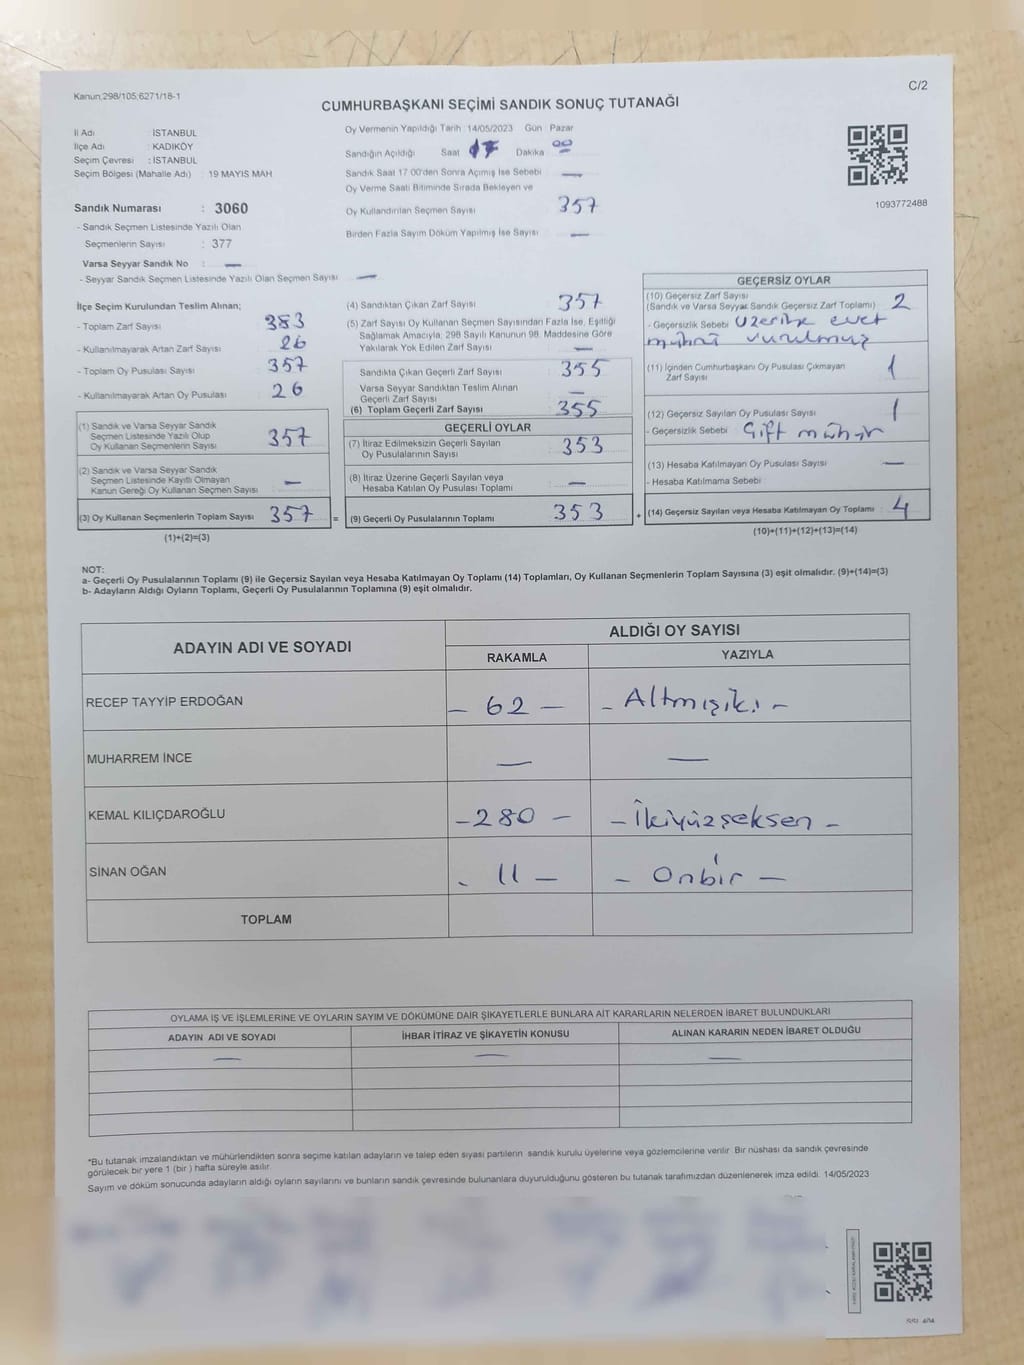 Kanun;298/105;6271/18-1
C/2
CUMHURBAŞKANI SEÇİMİ SANDIK SONUÇ TUTANAĞI
İl Adı : İSTANBUL
İlçe Adı : KADIKÖY
Seçim Çevresi : İSTANBUL
Seçim Bölgesi (Mahalle Adı) : 19 MAYIS MAH
Sandık Numarası : 3060
- Sandık Seçmen Listesinde Yazılı Olan
Seçmenlerin Sayısı : 377
Varsa Seyyar Sandık No : —
- Seyyar Sandık Seçmen Listesinde Yazılı Olan Seçmen Sayısı —
Oy Vermenin Yapıldığı Tarih :14/05/2023 Gün : Pazar
Sandığın Açıldığı Saat 17 Dakika 00
Sandık Saat 17:00'den Sonra Açılmış İse Sebebi —
Oy Verme Saati Bitiminde Sırada Bekleyen ve
Oy Kullandırılan Seçmen Sayısı 357
Birden Fazla Sayım Döküm Yapılmış İse Sayısı —
1093772488
İlçe Seçim Kurulundan Teslim Alınan;
- Toplam Zarf Sayısı 383
- Kullanılmayarak Artan Zarf Sayısı 26
- Toplam Oy Pusulası Sayısı 357
- Kullanılmayarak Artan Oy Pusulası 26
(1) Sandık ve Varsa Seyyar Sandık
Seçmen Listesinde Yazılı Olup
Oy Kullanan Seçmenlerin Sayısı 357
(2) Sandık ve Varsa Seyyar Sandık
Seçmen Listesinde Kayıtlı Olmayan
Kanun Gereği Oy Kullanan Seçmen Sayısı —
(3) Oy Kullanan Seçmenlerin Toplam Sayısı 357
(1)+(2)=(3)
(4) Sandıktan Çıkan Zarf Sayısı 357
(5) Zarf Sayısı Oy Kullanan Seçmen Sayısından Fazla İse, Eşitliği
Sağlamak Amacıyla; 298 Sayılı Kanunun 98. Maddesine Göre
Yakılarak Yok Edilen Zarf Sayısı —
Sandıkta Çıkan Geçerli Zarf Sayısı 355
Varsa Seyyar Sandıktan Teslim Alınan
Geçerli Zarf Sayısı —
(6) Toplam Geçerli Zarf Sayısı 355
GEÇERLİ OYLAR
(7) İtiraz Edilmeksizin Geçerli Sayılan
Oy Pusulalarının Sayısı 353
(8) İtiraz Üzerine Geçerli Sayılan veya
Hesaba Katılan Oy Pusulası Toplamı —
= (9) Geçerli Oy Pusulalarının Toplamı 353
GEÇERSİZ OYLAR
(10) Geçersiz Zarf Sayısı
(Sandık ve Varsa Seyyar Sandık Geçersiz Zarf Toplamı) 2
- Geçersizlik Sebebi Üzerine evet
mührü vurulmuş
(11) İçinden Cumhurbaşkanı Oy Pusulası Çıkmayan
Zarf Sayısı 1
(12) Geçersiz Sayılan Oy Pusulası Sayısı 1
- Geçersizlik Sebebi Çift mühür
(13) Hesaba Katılmayan Oy Pusulası Sayısı —
- Hesaba Katılmama Sebebi
+ (14) Geçersiz Sayılan veya Hesaba Katılmayan Oy Toplamı : 4
(10)+(11)+(12)+(13)=(14)
NOT:
a- Geçerli Oy Pusulalarının Toplamı (9) ile Geçersiz Sayılan veya Hesaba Katılmayan Oy Toplamı (14) Toplamları, Oy Kullanan Seçmenlerin Toplam Sayısına (3) eşit olmalıdır. (9)+(14)=(3)
b- Adayların Aldığı Oyların Toplamı, Geçerli Oy Pusulalarının Toplamına (9) eşit olmalıdır.
ADAYIN ADI VE SOYADI
ALDIĞI OY SAYISI
RAKAMLA YAZIYLA
RECEP TAYYİP ERDOĞAN — 62 — - Altmışiki -
MUHARREM İNCE — —
KEMAL KILIÇDAROĞLU -280 — - İkiyüzseksen -
SİNAN OĞAN - 11 — - Onbir —
TOPLAM
OYLAMA İŞ VE İŞLEMLERİNE VE OYLARIN SAYIM VE DÖKÜMÜNE DAİR ŞİKAYETLERLE BUNLARA AİT KARARLARIN NELERDEN İBARET BULUNDUKLARI
ADAYIN ADI VE SOYADI İHBAR İTİRAZ VE ŞİKAYETİN KONUSU ALINAN KARARIN NEDEN İBARET OLDUĞU
— — —
*Bu tutanak imzalandıktan ve mühürlendikten sonra seçime katılan adayların ve talep eden siyasi partilerin sandık kurulu üyelerine veya gözlemcilerine verilir. Bir nüshası da sandık çevresinde
görülecek bir yere 1 (bir ) hafta süreyle asılır.
Sayım ve döküm sonucunda adayların aldığı oyların sayılarını ve bunların sandık çevresinde bulunanlara duyurulduğunu gösteren bu tutanak tarafımızdan düzenlenerek imza edildi. 14/05/2023